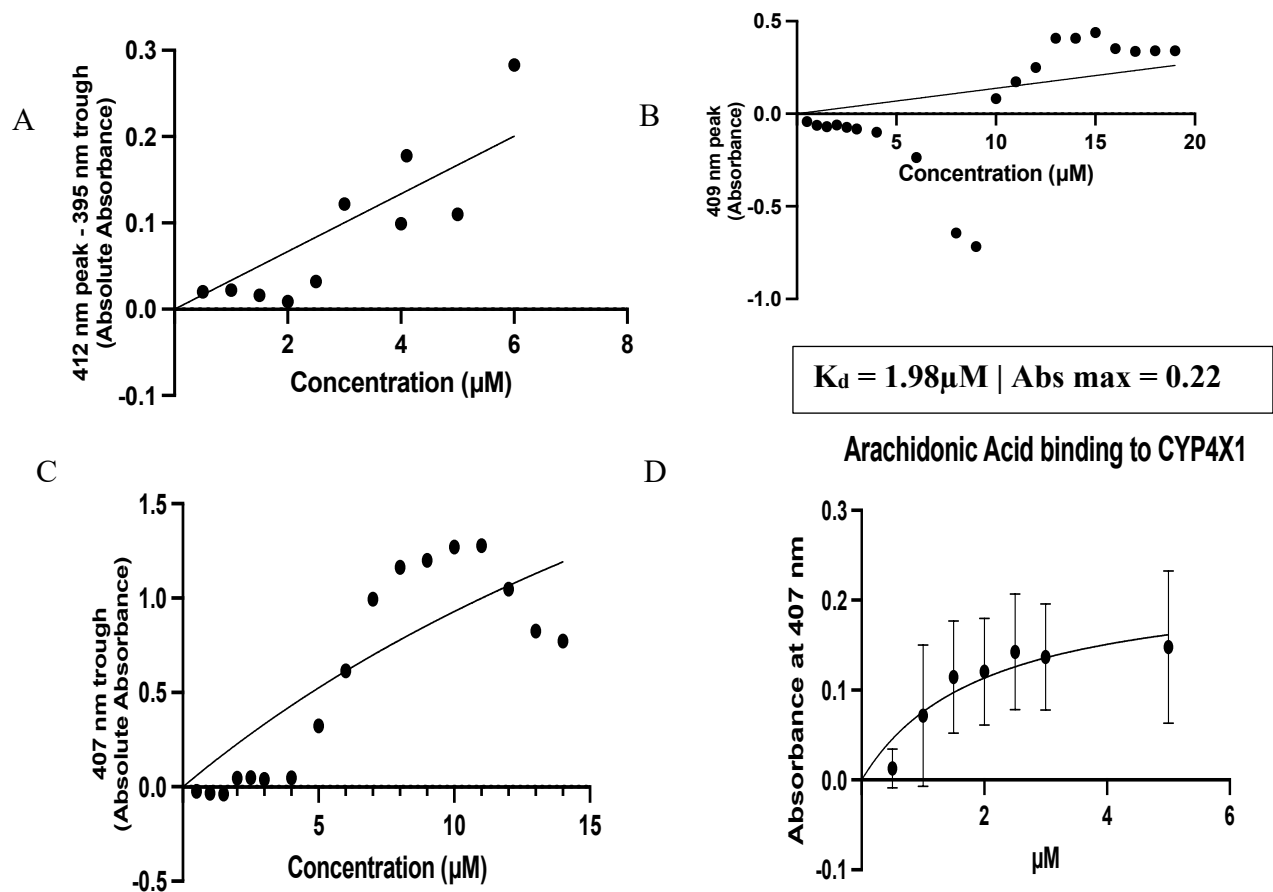 A
412 nm peak - 395 nm trough
(Absolute Absorbance)
0.3
0.2
0.1
0.0
-0.1
2
4
6
8
Concentration (µM)
B
409 nm peak
(Absorbance)
0.5
0.0
-0.5
-1.0
5
10
15
20
Concentration (µM)
Kd = 1.98µM | Abs max = 0.22
C
407 nm trough
(Absolute Absorbance)
1.5
1.0
0.5
0.0
-0.5
5
10
15
Concentration (µM)
D
Arachidonic Acid binding to CYP4X1
Absorbance at 407 nm
0.3
0.2
0.1
0.0
-0.1
2
4
6
µM